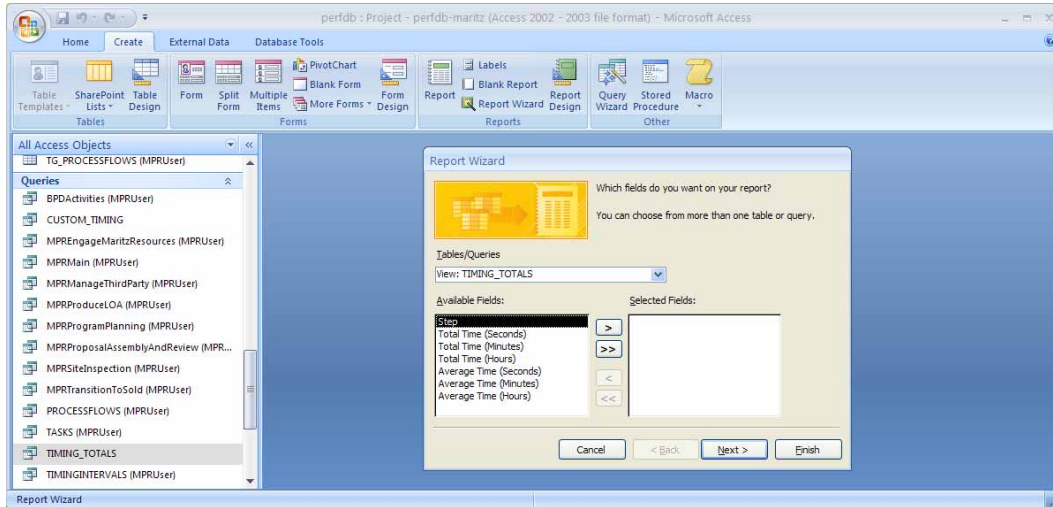 perfdb : Project - perfdb-maritz (Access 2002 - 2003 file format) - Microsoft Access
Home Create External Data Database Tools
Table Templates
SharePoint Lists
Table Design
Tables
Form
Split Form
Multiple Items
PivotChart
Blank Form
More Forms
Form Design
Forms
Report
Labels
Blank Report
Report Wizard
Report Design
Reports
Query Wizard
Stored Procedure
Macro
Other
All Access Objects
TG_PROCESSFLOWS (MPRUser)
Queries
BPDActivities (MPRUser)
CUSTOM_TIMING
MPREngageMaritzResources (MPRUser)
MPRMain (MPRUser)
MPRManageThirdParty (MPRUser)
MPRProduceLOA (MPRUser)
MPRProgramPlanning (MPRUser)
MPRProposalAssemblyAndReview (MPR...
MPRSiteInspection (MPRUser)
MPRTransitionToSold (MPRUser)
PROCESSFLOWS (MPRUser)
TASKS (MPRUser)
TIMING_TOTALS
TIMINGINTERVALS (MPRUser)
Report Wizard
Which fields do you want on your report?
You can choose from more than one table or query.
Tables/Queries
View: TIMING_TOTALS
Available Fields:
Selected Fields:
Step
Total Time (Seconds)
Total Time (Minutes)
Total Time (Hours)
Average Time (Seconds)
Average Time (Minutes)
Average Time (Hours)
>
>>
<
<<
Cancel < Back Next > Finish
Report Wizard